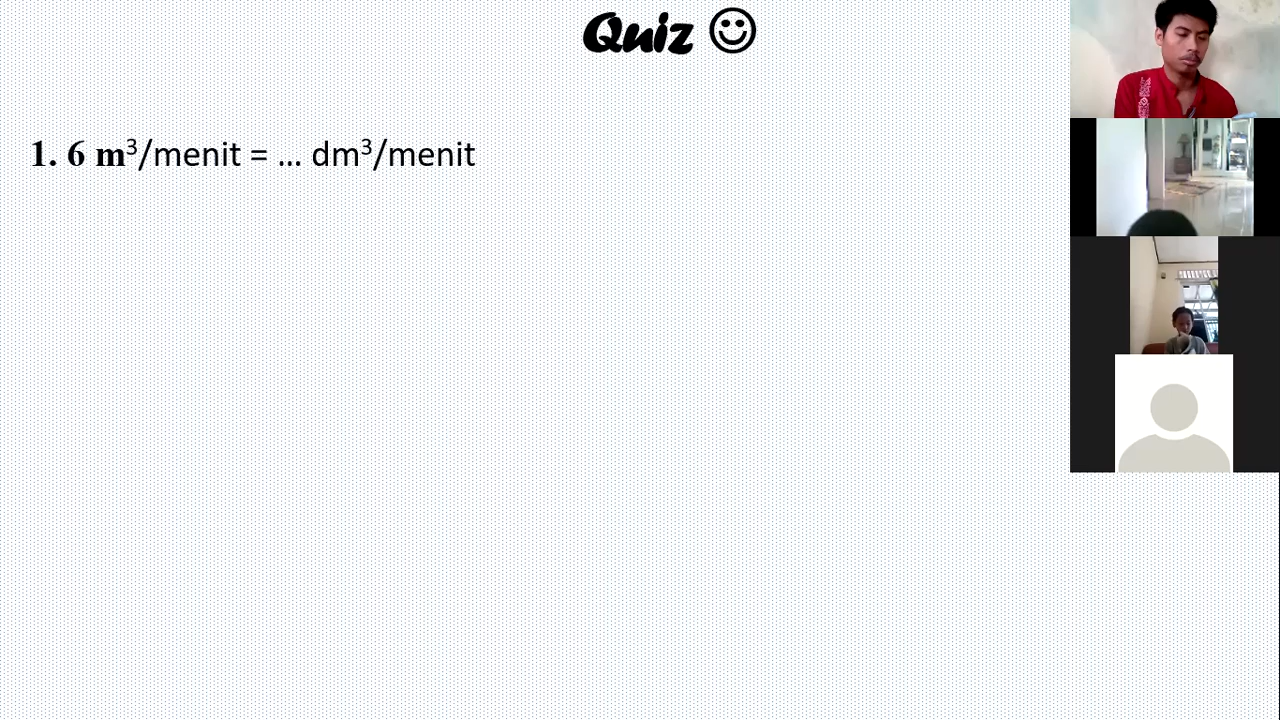 Quiz ☺
1. 6 m³/menit = ... dm³/menit